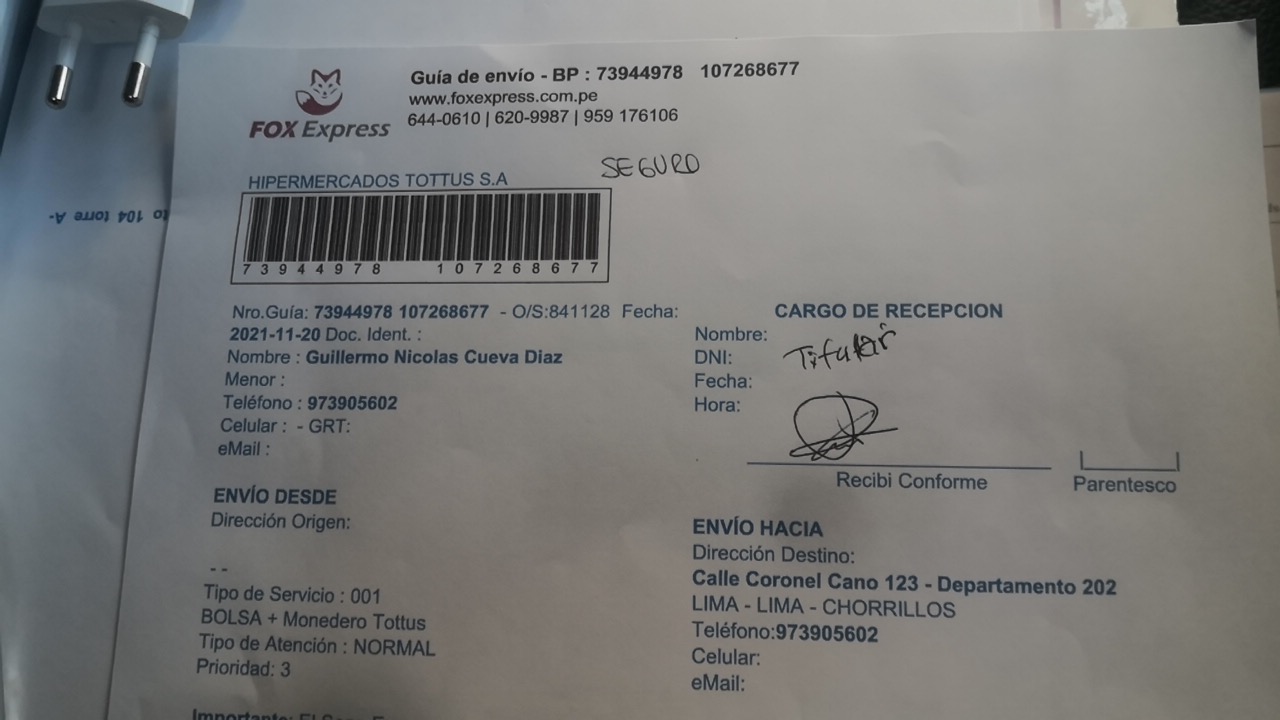 Guía de envío - BP : 73944978 107268677
www.foxexpress.com.pe
644-0610 | 620-9987 | 959 176106
FOX Express
SEGURO
HIPERMERCADOS TOTTUS S.A
73944978 107268677
to 104 torre A-
Nro.Guía: 73944978 107268677 - O/S:841128 Fecha:
2021-11-20 Doc. Ident. :
Nombre : Guillermo Nicolas Cueva Diaz
Menor :
Teléfono : 973905602
Celular : - GRT:
eMail :
CARGO DE RECEPCION
Nombre:
DNI:
Titular
Fecha:
Hora:
Recibi Conforme
Parentesco
ENVÍO DESDE
Dirección Origen:
- -
Tipo de Servicio : 001
BOLSA + Monedero Tottus
Tipo de Atención : NORMAL
Prioridad: 3
ENVÍO HACIA
Dirección Destino:
Calle Coronel Cano 123 - Departamento 202
LIMA - LIMA - CHORRILLOS
Teléfono:973905602
Celular:
eMail:
Importante: